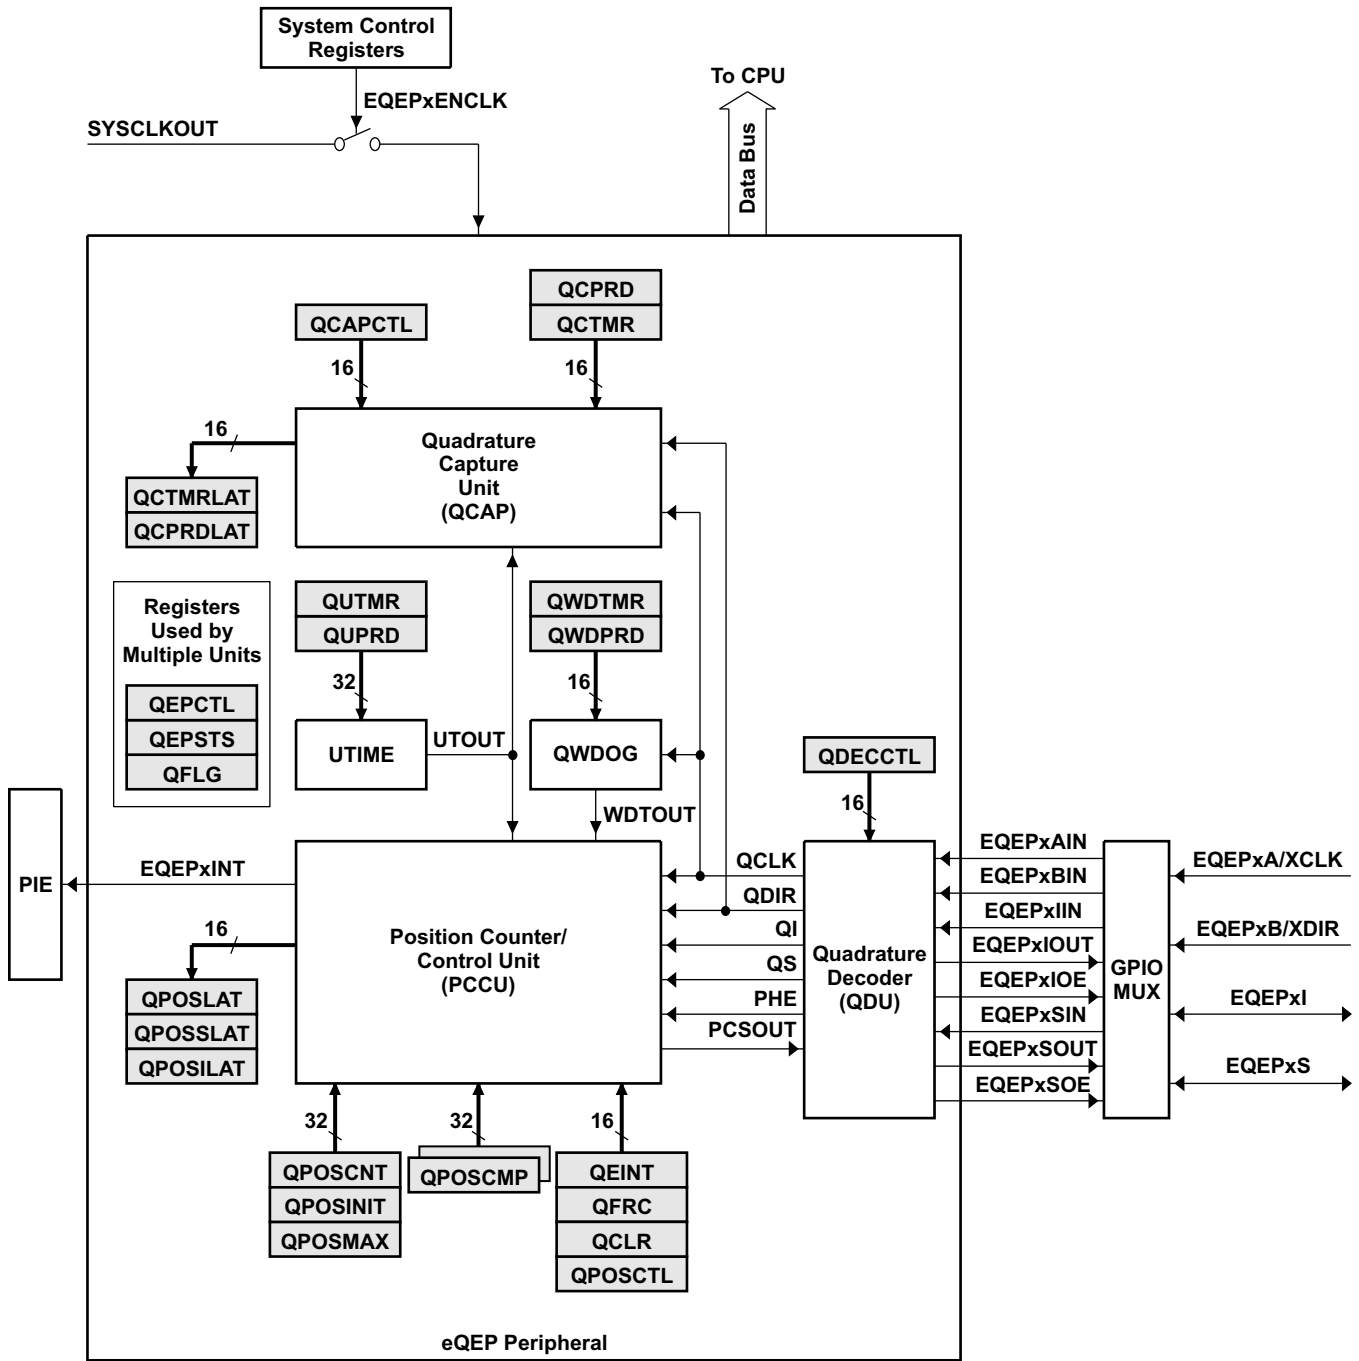 System Control
Registers
To CPU
EQEPxENCLK
SYSCLKOUT
Data Bus
QCPRD
QCAPCTL
QCTMR
16
16
16
Quadrature
Capture
Unit
(QCAP)
QCTMRLAT
QCPRDLAT
Registers
Used by
Multiple Units
QEPCTL
QEPSTS
QFLG
QUTMR
QUPRD
QWDTMR
QWDPRD
32
16
UTIME
UTOUT
QWDOG
QDECCTL
WDTOUT
16
PIE
EQEPxINT
16
QPOSLAT
QPOSSLAT
QPOSILAT
Position Counter/
Control Unit
(PCCU)
QCLK
QDIR
QI
QS
PHE
PCSOUT
Quadrature
Decoder
(QDU)
EQEPxAIN
EQEPxBIN
EQEPxIIN
EQEPxIOUT
EQEPxIOE
EQEPxSIN
EQEPxSOUT
EQEPxSOE
GPIO
MUX
EQEPxA/XCLK
EQEPxB/XDIR
EQEPxI
EQEPxS
32
32
16
QPOSCNT
QPOSINIT
QPOSMAX
QPOSCMP
QEINT
QFRC
QCLR
QPOSCTL
eQEP Peripheral